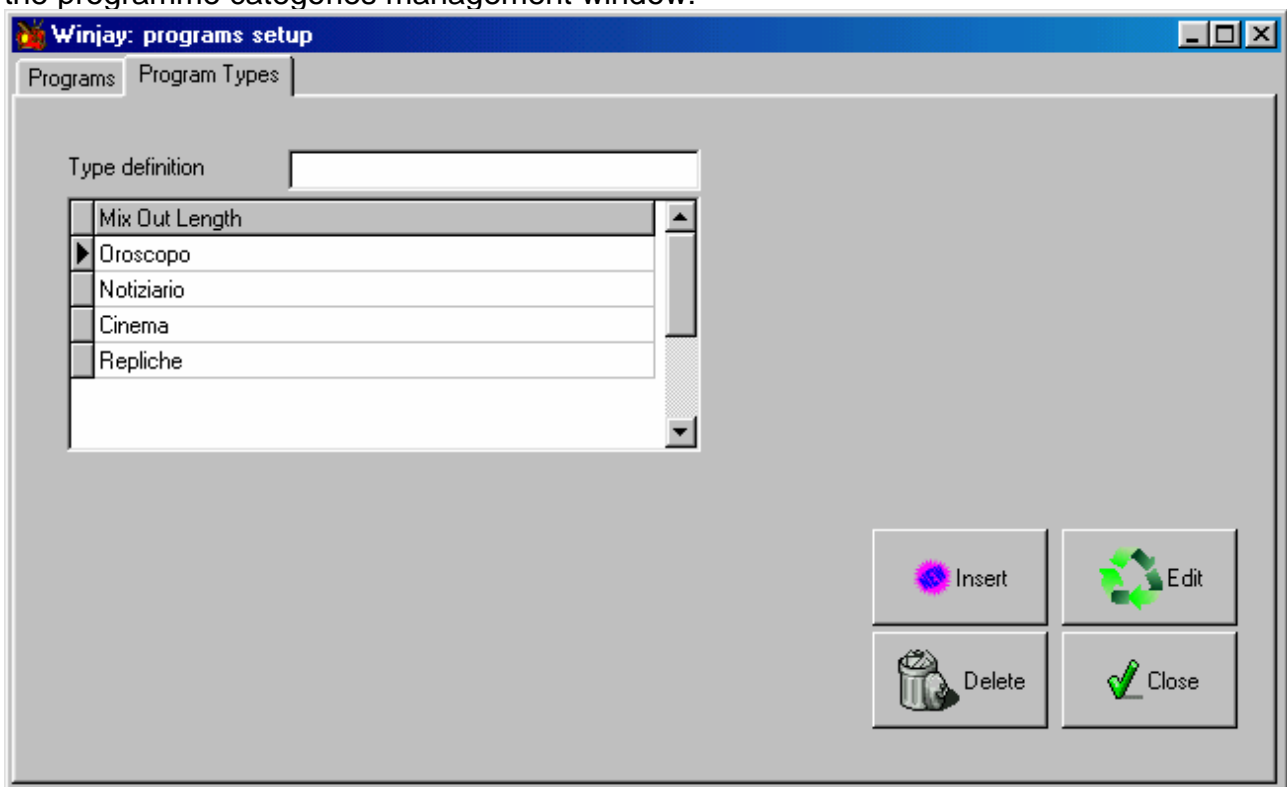 the programme categories management window.
Winjay: programs setup
Programs Program Types
Type definition
Mix Out Length
Oroscopo
Notiziario
Cinema
Repliche
NEW Insert
Edit
Delete
Close